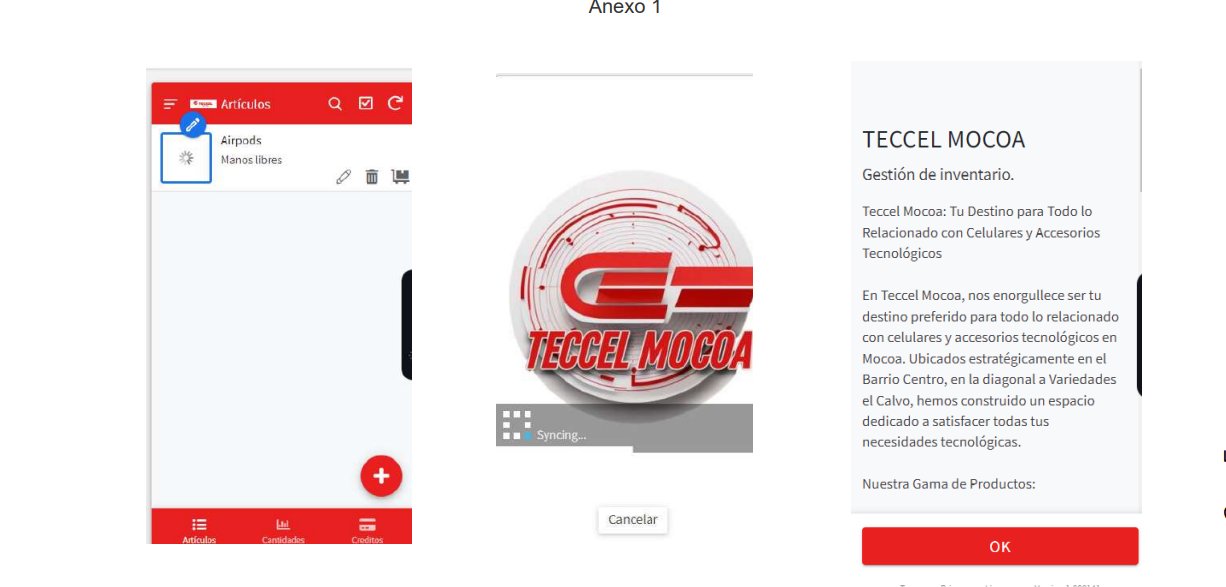 Anexo 1
Artículos
Airpods
Manos libres
Artículos
Cantidades
Creditos
TECCEL MOCOA
Syncing...
Cancelar
TECCEL MOCOA
Gestión de inventario.
Teccel Mocoa: Tu Destino para Todo lo
Relacionado con Celulares y Accesorios
Tecnológicos
En Teccel Mocoa, nos enorgullece ser tu
destino preferido para todo lo relacionado
con celulares y accesorios tecnológicos en
Mocoa. Ubicados estratégicamente en el
Barrio Centro, en la diagonal a Variedades
el Calvo, hemos construido un espacio
dedicado a satisfacer todas tus
necesidades tecnológicas.
Nuestra Gama de Productos:
OK